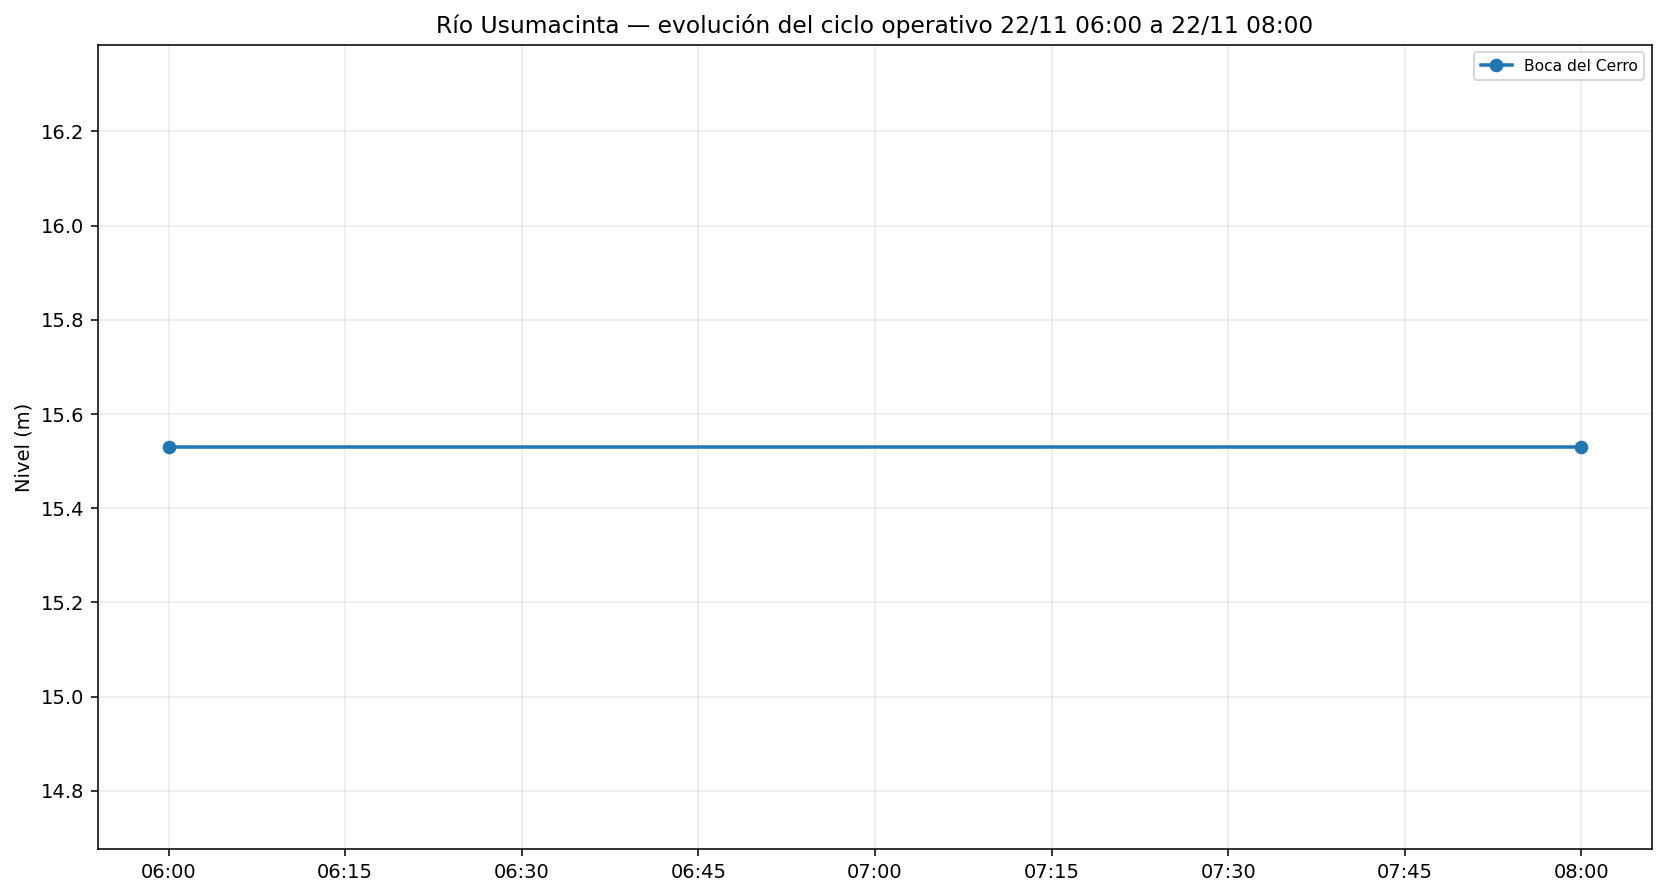 Río Usumacinta — evolución del ciclo operativo 22/11 06:00 a 22/11 08:00
Boca del Cerro
Nivel (m)
16.2
16.0
15.8
15.6
15.4
15.2
15.0
14.8
06:00 06:15 06:30 06:45 07:00 07:15 07:30 07:45 08:00